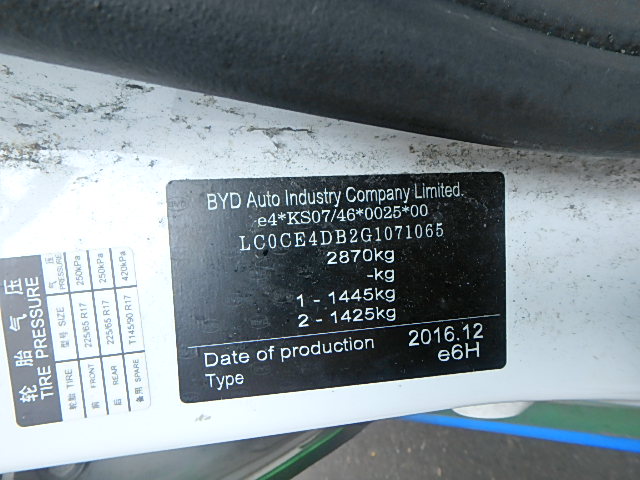 BYD Auto Industry Company Limited.
e4*KS07/46*0025*00
LC0CE4DB2G1071065
2870kg
-kg
1 - 1445kg
2 - 1425kg
Date of production 2016.12
Type e6H
轮胎气压
TIRE PRESSURE
轮胎 TIRE 型号 SIZE 气压 PRESSURE
前 FRONT 225/65 R17 250kPa
后 REAR 225/65 R17 250kPa
备用 SPARE T145/90 R17 420kPa